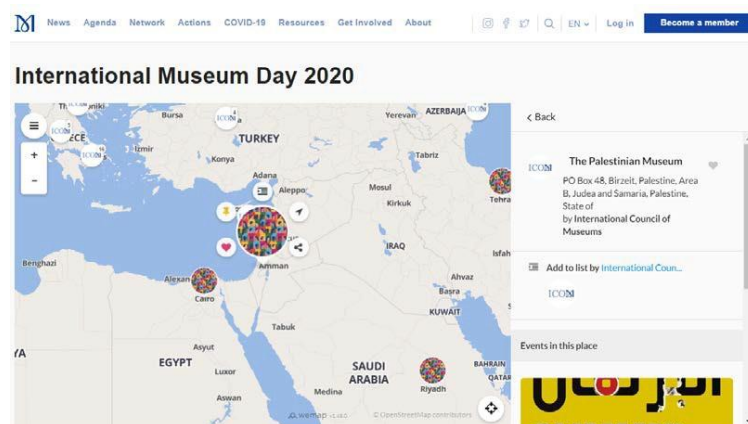 News Agenda Network Actions COVID-19 Resources Get Involved About EN Log in Become a member
International Museum Day 2020
Bursa
Yerevan
AZERBAIJA
ICOM
TURKEY
Izmir
Konya
Tabriz
Adana
Aleppo
Mosul
Kirkuk
Tehra
IRAQ
Isfah
Benghazi
Amman
Alexan
Cairo
Ahvaz
Basra
KUWAIT
Tabuk
Asyut
EGYPT
Luxor
SAUDI
ARABIA
BAHRAIN
QATAR
Riyadh
Medina
Aswan
wemap
© OpenStreetMap contributors
< Back
ICOM
The Palestinian Museum
PO Box 48, Birzeit, Palestine, Area
B, Judea and Samaria, Palestine,
State of
by International Council of
Museums
Add to list by International Coun...
ICOM
Events in this place